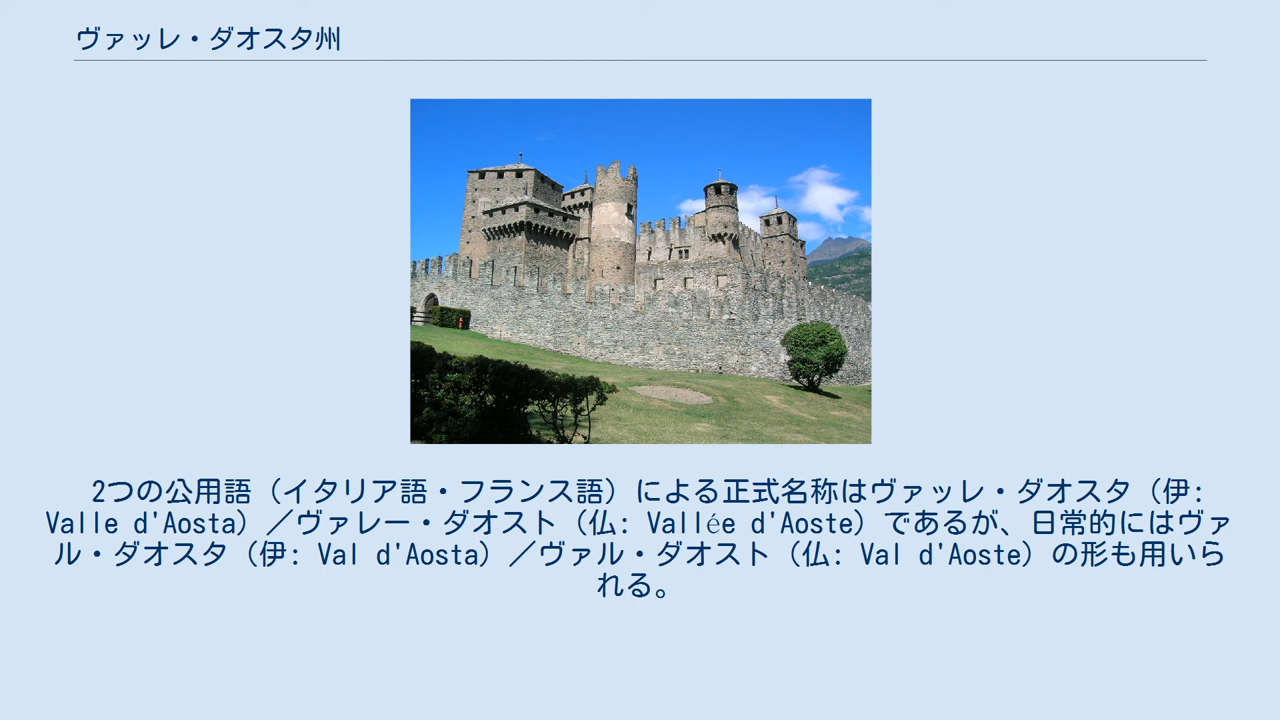 ヴァッレ・ダオスタ州
2つの公用語（イタリア語・フランス語）による正式名称はヴァッレ・ダオスタ（伊:
Valle d'Aosta）／ヴァレー・ダオスト（仏: Vallée d'Aoste）であるが、日常的にはヴァ
ル・ダオスタ（伊: Val d'Aosta）／ヴァル・ダオスト（仏: Val d'Aoste）の形も用いら
れる。